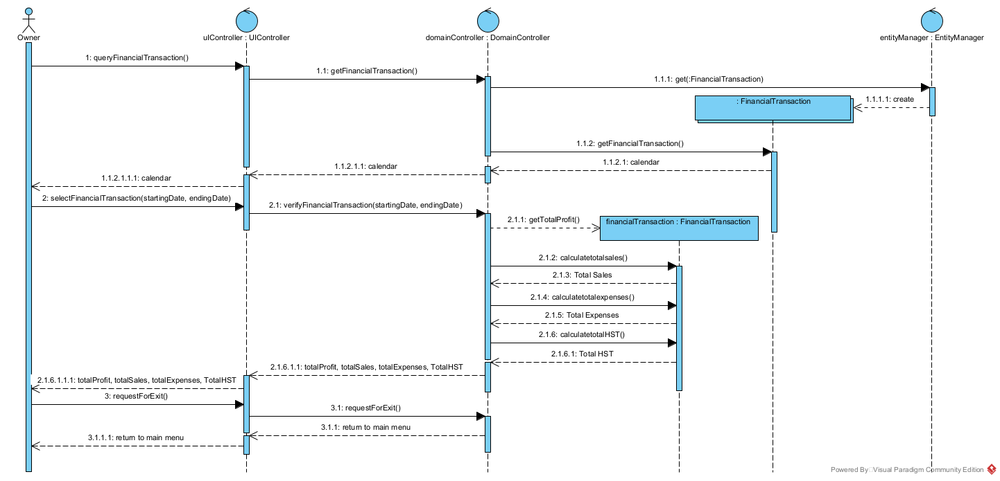 Owner
uIController : UIController
domainController : DomainController
entityManager : EntityManager
1: queryFinancialTransaction()
1.1: getFinancialTransaction()
1.1.1: get(:FinancialTransaction)
: FinancialTransaction
1.1.1.1: create
1.1.2: getFinancialTransaction()
1.1.2.1: calendar
1.1.2.1.1: calendar
1.1.2.1.1.1: calendar
2: selectFinancialTransaction(startingDate, endingDate)
2.1: verifyFinancialTransaction(startingDate, endingDate)
2.1.1: getTotalProfit()
financialTransaction : FinancialTransaction
2.1.2: calculatetotalsales()
2.1.3: Total Sales
2.1.4: calculatetotalexpenses()
2.1.5: Total Expenses
2.1.6: calculatetotalHST()
2.1.6.1: Total HST
2.1.6.1.1: totalProfit, totalSales, totalExpenses, TotalHST
2.1.6.1.1.1: totalProfit, totalSales, totalExpenses, TotalHST
3: requestForExit()
3.1: requestForExit()
3.1.1: return to main menu
3.1.1.1: return to main menu
Powered By Visual Paradigm Community Edition